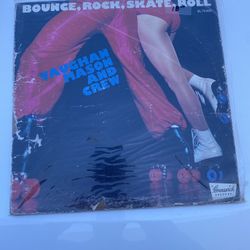 BOUNCE, ROCK, SKATE, ROLL
VAUGHAN
MASON
AND
CREW
Brunswick